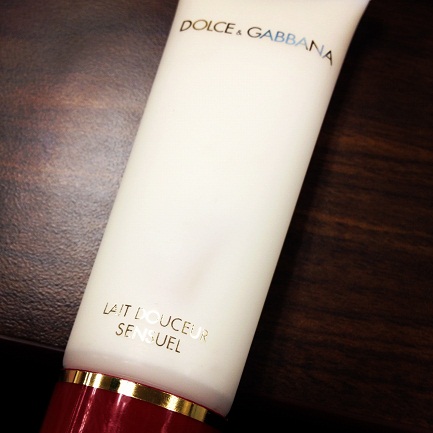 DOLCE & GABBANA
LAIT DOUCEUR
SENSUEL